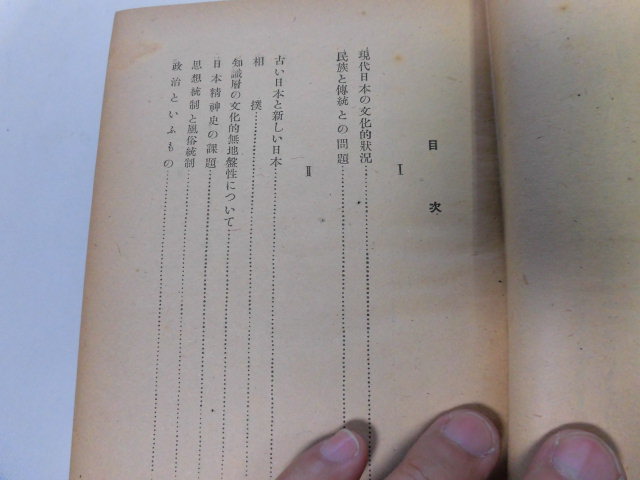 目次
I
現代日本の文化的狀況
民族と傳統との問題
II
古い日本と新しい日本
相撲
知識層の文化的無地盤性について
日本精神史の課題
思想統制と風俗統制
政治といふもの